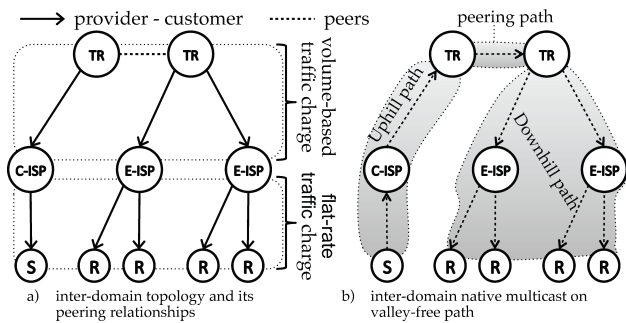 provider - customer
peers
TR
TR
volume-based
traffic charge
C-ISP
E-ISP
E-ISP
flat-rate
traffic charge
S
R
R
R
R
a) inter-domain topology and its
peering relationships
peering path
TR
TR
Uphill path
Downhill path
C-ISP
E-ISP
E-ISP
S
R
R
R
R
b) inter-domain native multicast on
valley-free path